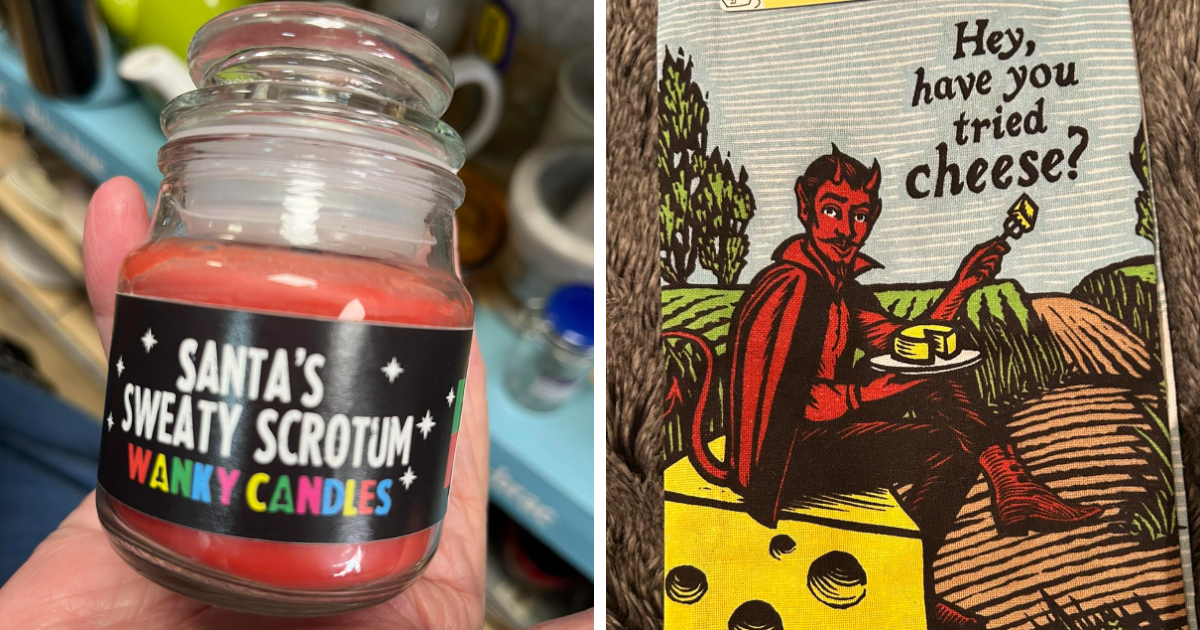 SANTA'S
SWEATY SCROTUM
WANKY CANDLES
Hey,
have you
tried
cheese?